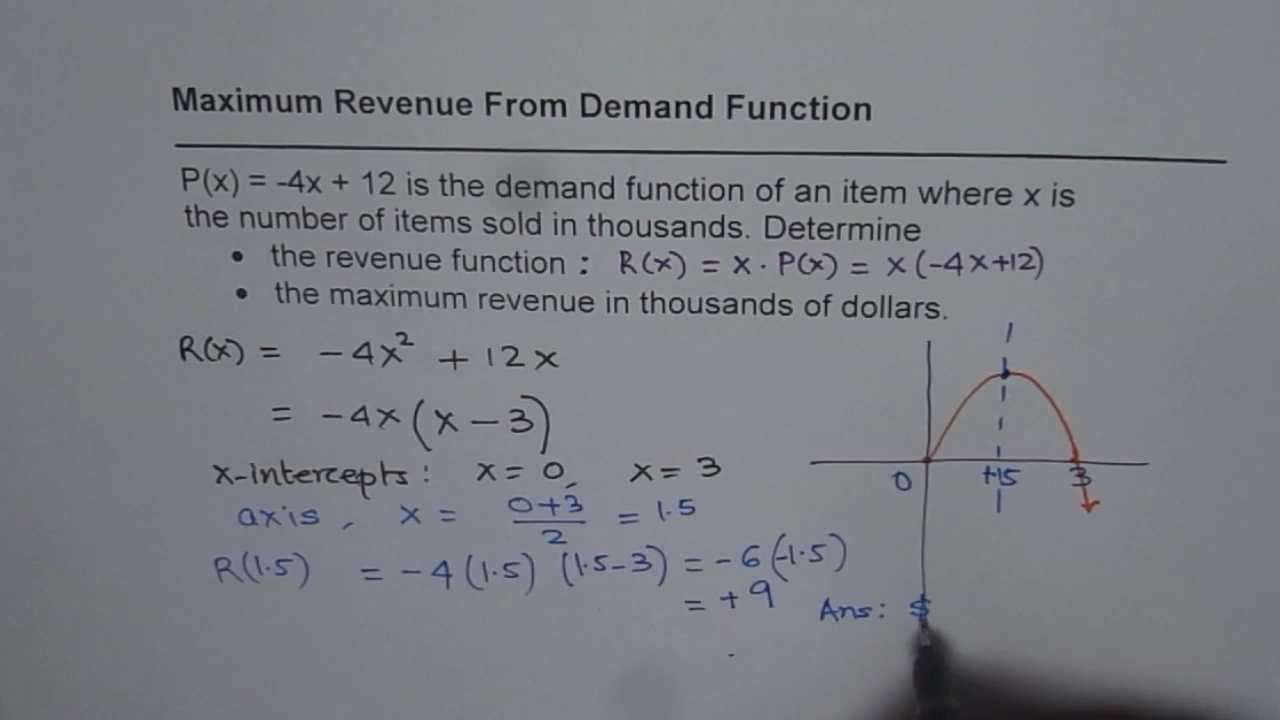 Maximum Revenue From Demand Function
P(x) = -4x + 12 is the demand function of an item where x is
the number of items sold in thousands. Determine
• the revenue function : R(x) = x · P(x) = x (-4x+12)
• the maximum revenue in thousands of dollars.
R(x) = -4x² + 12x
= -4x (x - 3)
x-intercepts : x = 0, x = 3
axis, x = (0+3)/2 = 1.5
R(1.5) = -4 (1.5) (1.5-3) = -6 (-1.5)
= +9
Ans: $
0 +15 3